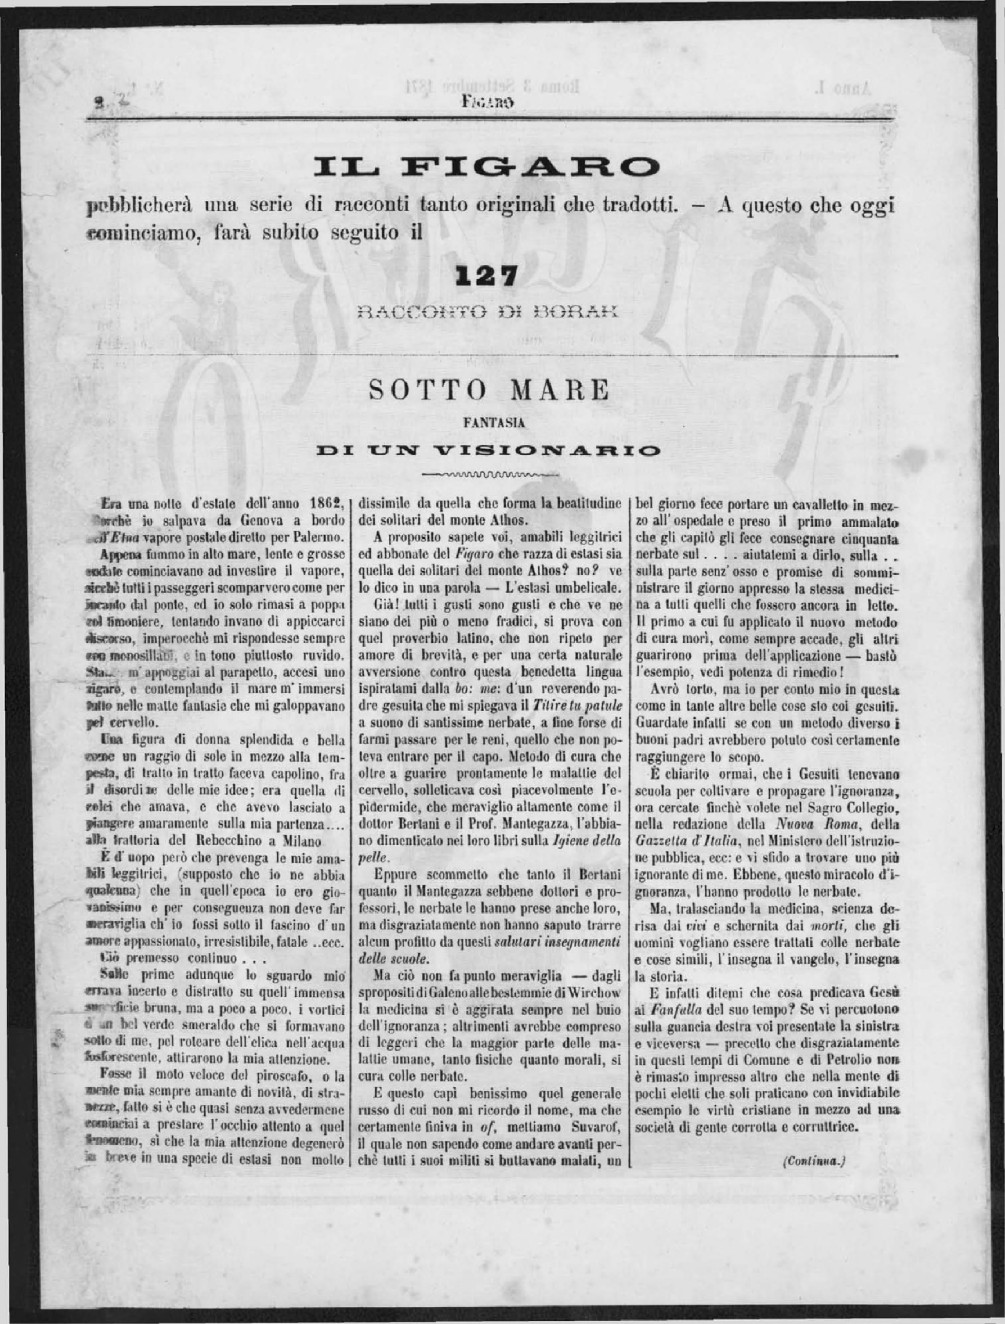 2
FIGARO
IL FIGARO
pubblicherà una serie di racconti tanto originali che tradotti. — A questo che oggi
cominciamo, farà subito seguito il
127
RACCONTO DI BORAK
SOTTO MARE
FANTASIA
DI UN VISIONARIO
Era una notte d'estate dell'anno 1862,
io salpava da Genova a bordo
dell'Etna vapore postale diretto per Palermo.
Appena fummo in alto mare, lente e grosse
ondate cominciavano ad investire il vapore,
sicchè tutti i passeggeri scomparvero come per
incanto dal ponte, ed io solo rimasi a poppa
col timoniere, tentando invano di appiccarci
discorso, imperocchè mi rispondesse sempre
con monosillabi, e in tono piuttosto ruvido.
m'appoggiai al parapetto, accesi uno
zigaro, e contemplando il mare m'immersi
tutto nelle matte fantasie che mi galoppavano
pel cervello.
Una figura di donna splendida e bella
come un raggio di sole in mezzo alla tem-
pesta, di tratto in tratto faceva capolino, fra
il disordine delle mie idee; era quella di
colei che amava, e che avevo lasciato a
piangere amaramente sulla mia partenza....
alla trattoria del Rebecchino a Milano
È d'uopo però che prevenga le mie ama-
bili leggitrici, (supposto che io ne abbia
qualcuna) che in quell'epoca io ero gio-
vanissimo e per conseguenza non deve far
meraviglia ch'io fossi sotto il fascino d'un
amore appassionato, irresistibile, fatale ..ecc.
Ciò premesso continuo . . .
Sulle prime adunque lo sguardo mio
errava incerto e distratto su quell'immensa
superficie bruna, ma a poco a poco, i vortici
d'un bel verde smeraldo che si formavano
sotto di me, pel roteare dell'elica nell'acqua
fosforescente, attirarono la mia attenzione.
Fosse il moto veloce del piroscafo, o la
mente mia sempre amante di novità, di stra-
nezze, fatto si è che quasi senza avvedermene
cominciai a prestare l'occhio attento a quel
fenomeno, sì che la mia attenzione degenerò
in breve in una specie di estasi non molto
dissimile da quella che forma la beatitudine
dei solitari del monte Athos.
A proposito sapete voi, amabili leggitrici
ed abbonate del Figaro che razza di estasi sia
quella dei solitari del monte Athos? no? ve
lo dico in una parola — L'estasi umbelicale.
Già! tutti i gusti sono gusti e che ve ne
siano dei più o meno fradici, si prova con
quel proverbio latino, che non ripeto per
amore di brevità, e per una certa naturale
avversione contro questa benedetta lingua
ispiratami dalla bo: me: d'un reverendo pa-
dre gesuita che mi spiegava il Titire tu patule
a suono di santissime nerbate, a fine forse di
farmi passare per le reni, quello che non po-
teva entrare per il capo. Metodo di cura che
oltre a guarire prontamente le malattie del
cervello, solleticava così piacevolmente l'e-
pidermide, che meraviglio altamente come il
dottor Bertani e il Prof. Mantegazza, l'abbia-
no dimenticato nei loro libri sulla Igiene della
pelle.
Eppure scommetto che tanto il Bertani
quanto il Mantegazza sebbene dottori e pro-
fessori, le nerbate le hanno prese anche loro,
ma disgraziatamente non hanno saputo trarre
alcun profitto da questi salutari insegnamenti
delle scuole.
Ma ciò non fa punto meraviglia — dagli
spropositi di Galeno alle bestemmie di Wirchow
la medicina si è aggirata sempre nel buio
dell'ignoranza; altrimenti avrebbe compreso
di leggeri che la maggior parte delle ma-
lattie umane, tanto fisiche quanto morali, si
cura colle nerbate.
E questo capì benissimo quel generale
russo di cui non mi ricordo il nome, ma che
certamente finiva in of, mettiamo Suvarof,
il quale non sapendo come andare avanti per-
chè tutti i suoi militi si buttavano malati, un
bel giorno fece portare un cavalletto in mez-
zo all'ospedale e preso il primo ammalato
che gli capitò gli fece consegnare cinquanta
nerbate sul . . . . aiutatemi a dirlo, sulla . .
sulla parte senz'osso e promise di sommi-
nistrare il giorno appresso la stessa medici-
na a tutti quelli che fossero ancora in letto.
Il primo a cui fu applicato il nuovo metodo
di cura morì, come sempre accade, gli altri
guarirono prima dell'applicazione — bastò
l'esempio, vedi potenza di rimedio!
Avrò torto, ma io per conto mio in questa
come in tante altre belle cose sto coi gesuiti.
Guardate infatti se con un metodo diverso i
buoni padri avrebbero potuto così certamente
raggiungere lo scopo.
È chiarito ormai, che i Gesuiti tenevano
scuola per coltivare e propagare l'ignoranza,
ora cercate finchè volete nel Sagro Collegio,
nella redazione della Nuova Roma, della
Gazzetta d'Italia, nel Ministero dell'istruzio-
ne pubblica, ecc: e vi sfido a trovare uno più
ignorante di me. Ebbene, questo miracolo d'i-
gnoranza, l'hanno prodotto le nerbate.
Ma, tralasciando la medicina, scienza de-
risa dai vivi e schernita dai morti, che gli
uomini vogliano essere trattati colle nerbate
e cose simili, l'insegna il vangelo, l'insegna
la storia.
E infatti ditemi che cosa predicava Gesù
ai Fanfulla del suo tempo? Se vi percuotono
sulla guancia destra voi presentate la sinistra
e viceversa — precetto che disgraziatamente
in questi tempi di Comune e di Petrolio non
è rimasto impresso altro che nella mente di
pochi eletti che soli praticano con invidiabile
esempio le virtù cristiane in mezzo ad una
società di gente corrotta e corruttrice.
(Continua.)